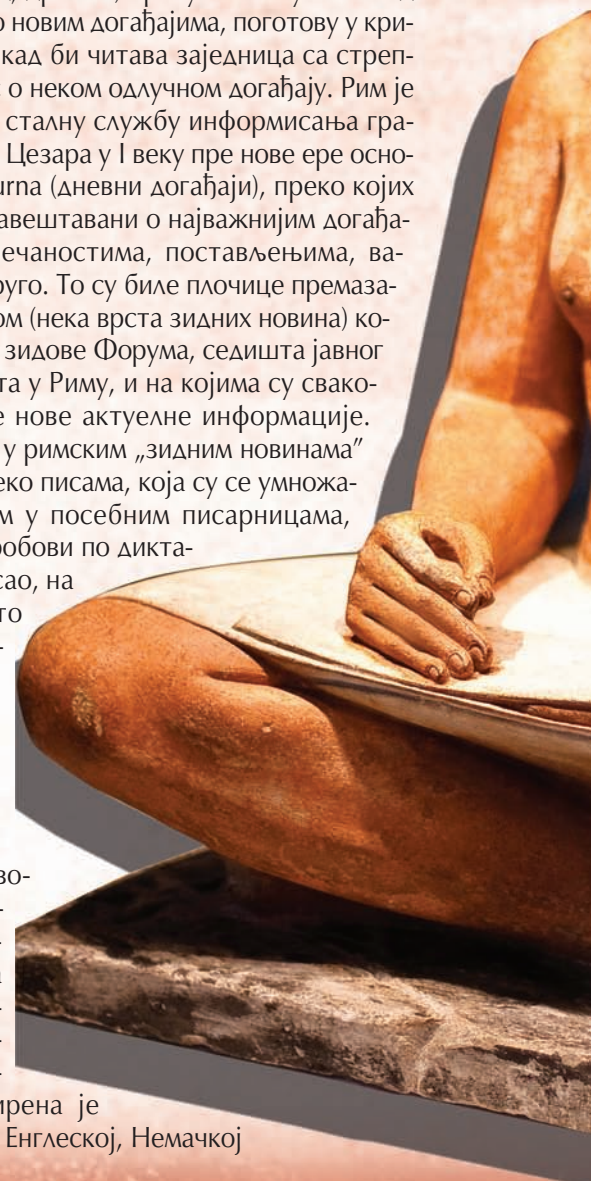 о новим догађајима, поготову у кри-
кад би читава заједница са стреп-
о неком одлучном догађају. Рим је
сталну службу информисања гра-
Цезара у I веку пре нове ере осно-
urna (дневни догађаји), преко којих
авештавани о најважнијим догађа-
ечаностима, постављењима, ва-
руго. То су биле плочице премаза-
ом (нека врста зидних новина) ко-
зидове Форума, седишта јавног
та у Риму, и на којима су свако-
е нове актуелне информације.
у римским „зидним новинама”
еко писама, која су се умножа-
м у посебним писарницама,
робови по дикта-
сао, на
то
-
во-
-
-
-
-
-
ирена је
Енглеској, Немачкој